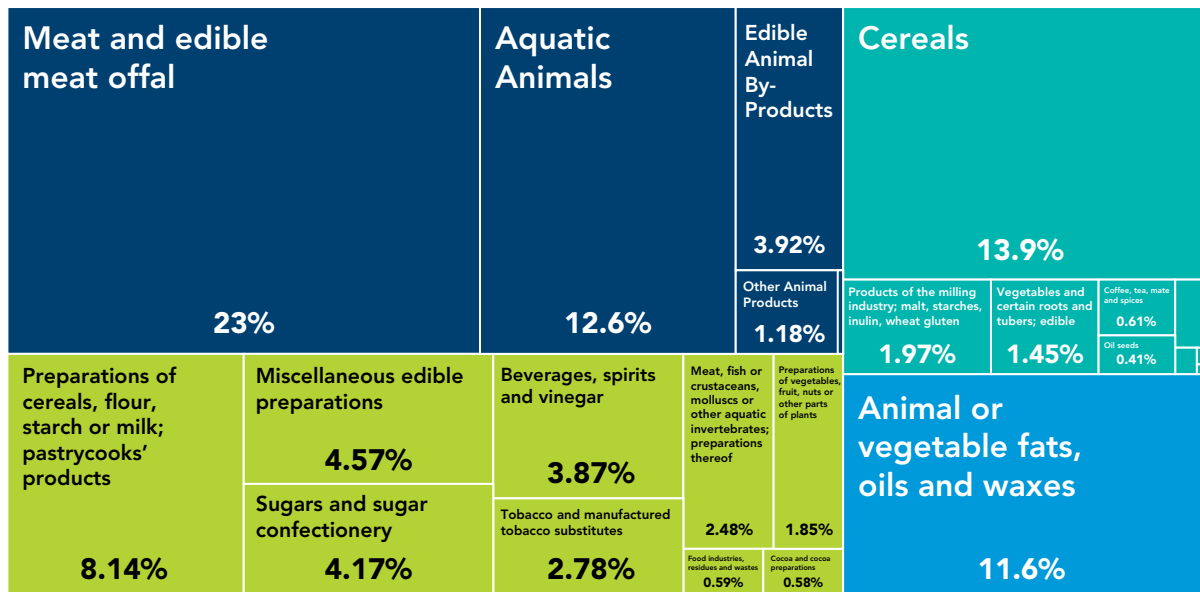 Meat and edible
meat offal
23%
Aquatic
Animals
12.6%
Edible
Animal
By-
Products
3.92%
Other Animal
Products
1.18%
Cereals
13.9%
Products of the milling
industry; malt, starches,
inulin, wheat gluten
1.97%
Vegetables and
certain roots and
tubers; edible
1.45%
Coffee, tea, mate
and spices
0.61%
Oil seeds
0.41%
Preparations of
cereals, flour,
starch or milk;
pastrycooks’
products
8.14%
Miscellaneous edible
preparations
4.57%
Sugars and sugar
confectionery
4.17%
Beverages, spirits
and vinegar
3.87%
Tobacco and manufactured
tobacco substitutes
2.78%
Meat, fish or
crustaceans,
molluscs or
other aquatic
invertebrates;
preparations
thereof
2.48%
Preparations
of vegetables,
fruit, nuts or
other parts
of plants
1.85%
Food industries,
residues and wastes
0.59%
Cocoa and cocoa
preparations
0.58%
Animal or
vegetable fats,
oils and waxes
11.6%